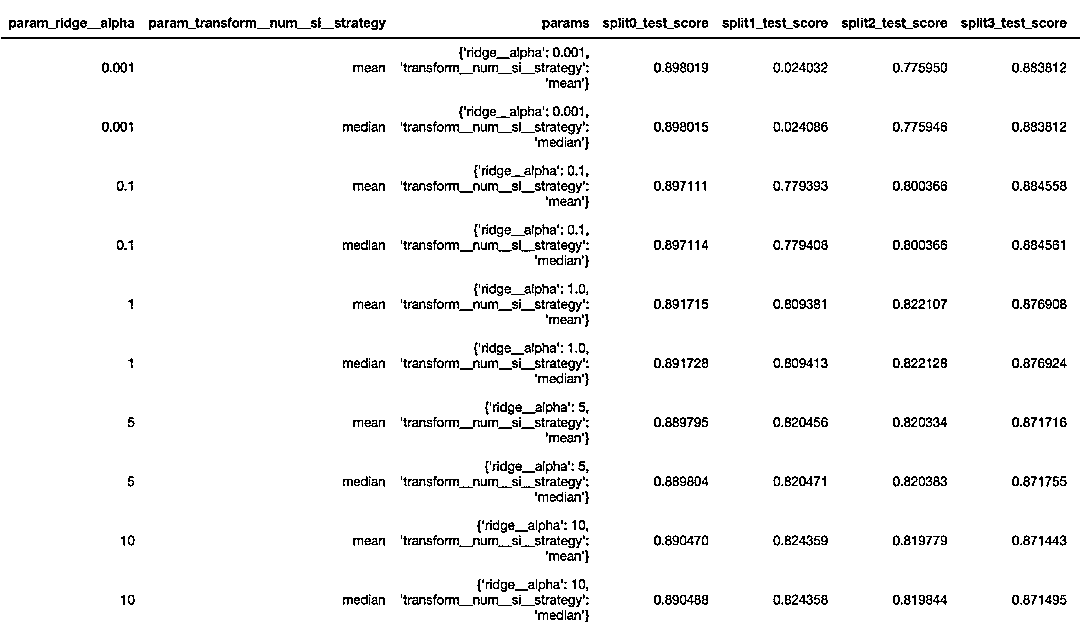 param_ridge__alpha param_transform__num__si__strategy params split0_test_score split1_test_score split2_test_score split3_test_score
{'ridge__alpha': 0.001,
0.001 mean 'transform__num__si__strategy': 0.898019 0.024032 0.775950 0.883812
'mean'}
{'ridge__alpha': 0.001,
0.001 median 'transform__num__si__strategy': 0.898015 0.024086 0.775946 0.883812
'median'}
{'ridge__alpha': 0.1,
0.1 mean 'transform__num__si__strategy': 0.897111 0.779393 0.800366 0.884558
'mean'}
{'ridge__alpha': 0.1,
0.1 median 'transform__num__si__strategy': 0.897114 0.779408 0.800366 0.884561
'median'}
{'ridge__alpha': 1.0,
1 mean 'transform__num__si__strategy': 0.891715 0.809381 0.822107 0.876908
'mean'}
{'ridge__alpha': 1.0,
1 median 'transform__num__si__strategy': 0.891728 0.809413 0.822128 0.876924
'median'}
{'ridge__alpha': 5,
5 mean 'transform__num__si__strategy': 0.889795 0.820456 0.820334 0.871716
'mean'}
{'ridge__alpha': 5,
5 median 'transform__num__si__strategy': 0.889804 0.820471 0.820383 0.871755
'median'}
{'ridge__alpha': 10,
10 mean 'transform__num__si__strategy': 0.890470 0.824359 0.819779 0.871443
'mean'}
{'ridge__alpha': 10,
10 median 'transform__num__si__strategy': 0.890488 0.824358 0.819844 0.871495
'median'}